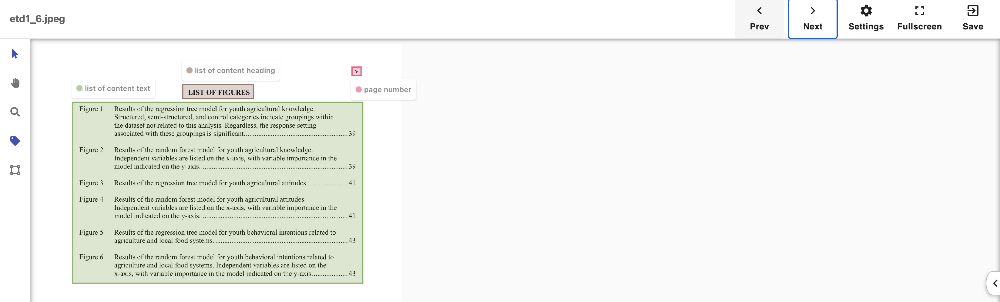 etd1_6.jpeg
Prev
Next
Settings
Fullscreen
Save
list of content heading
v
list of content text
LIST OF FIGURES
page number
Figure 1 Results of the regression tree model for youth agricultural knowledge.
Structured, semi-structured, and control categories indicate groupings within
the dataset not related to this analysis. Regardless, the response setting
associated with these groupings is significant..........................................................39
Figure 2 Results of the random forest model for youth agricultural knowledge.
Independent variables are listed on the x-axis, with variable importance in the
model indicated on the y-axis...................................................................................39
Figure 3 Results of the regression tree model for youth agricultural attitudes.......................41
Figure 4 Results of the random forest model for youth agricultural attitudes.
Independent variables are listed on the x-axis, with variable importance in the
model indicated on the y-axis...................................................................................41
Figure 5 Results of the regression tree model for youth behavioral intentions related to
agriculture and local food systems. ..........................................................................43
Figure 6 Results of the random forest model for youth behavioral intentions related to
agriculture and local food systems. Independent variables are listed on the
x-axis, with variable importance in the model indicated on the y-axis....................43